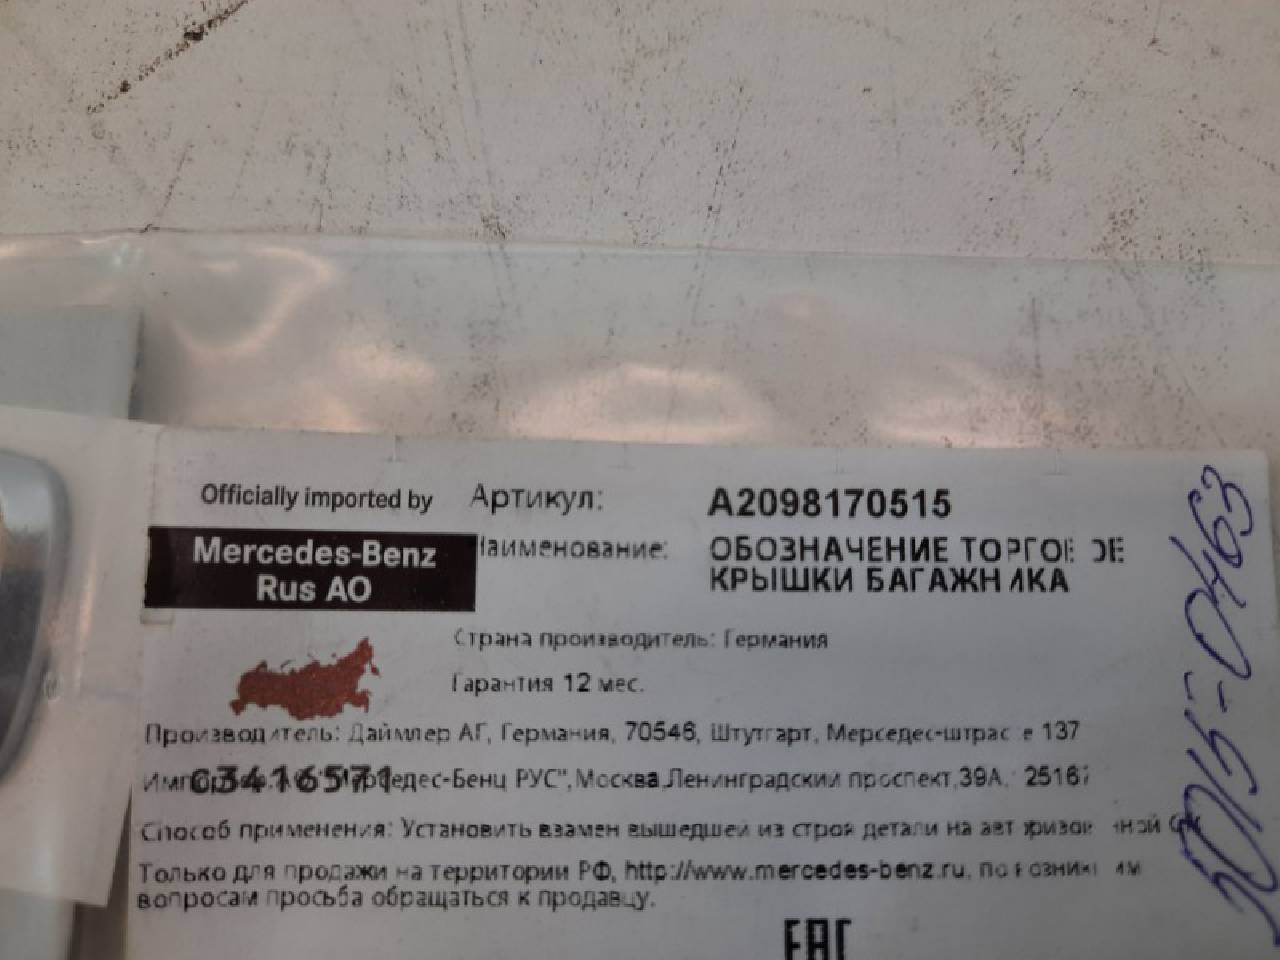 Officially imported by
Mercedes-Benz
Rus АО
Артикул: A2098170515
Наименование: ОБОЗНАЧЕНИЕ ТОРГОВОЕ
КРЫШКИ БАГАЖНИКА
Страна производитель: Германия
Гарантия 12 мес.
Производитель: Даймлер АГ, Германия, 70546, Штутгарт, Мерседес-штрассе 137
C3416571
"Мерседес-Бенц РУС", Москва, Ленинградский проспект, 39А,
Способ применения: Установить взамен вышедшей из строя детали на
Только для продажи на территории РФ, http://www.mercedes-benz.ru, по
вопросам просьба обращаться к продавцу.
EAC